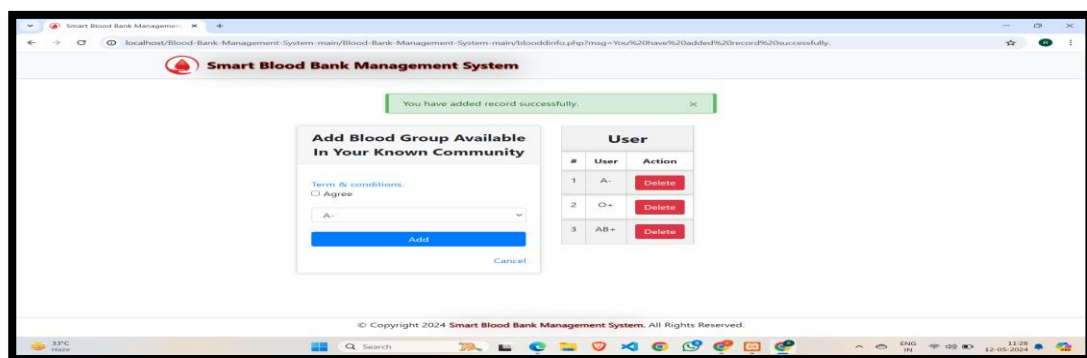 Smart Blood Bank Managemen
localhost/Blood-Bank-Management-System-main/Blood-Bank-Management-System-main/blooddinfo.php?msg=You%20have%20added%20record%20successfully.
Smart Blood Bank Management System
You have added record successfully.
Add Blood Group Available
In Your Known Community
Term & conditions.
Agree
A-
Add
Cancel
User
# User Action
1 A- Delete
2 O+ Delete
3 AB+ Delete
© Copyright 2024 Smart Blood Bank Management System. All Rights Reserved.
33°C
Haze
Search
ENG
IN
11:28
12-05-2024